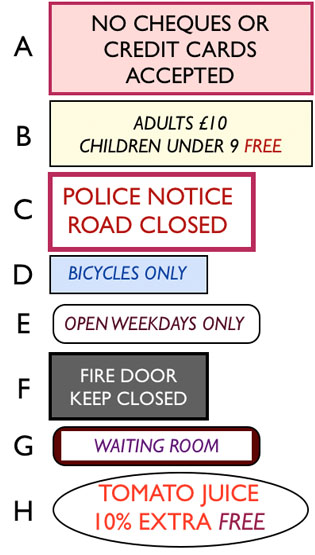 A
NO CHEQUES OR
CREDIT CARDS
ACCEPTED
B
ADULTS £10
CHILDREN UNDER 9 FREE
C
POLICE NOTICE
ROAD CLOSED
D
BICYCLES ONLY
E
OPEN WEEKDAYS ONLY
F
FIRE DOOR
KEEP CLOSED
G
WAITING ROOM
H
TOMATO JUICE
10% EXTRA FREE